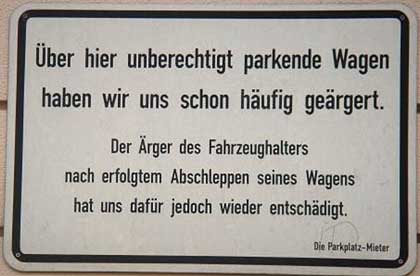 Über hier unberechtigt parkende Wagen
haben wir uns schon häufig geärgert.
Der Ärger des Fahrzeughalters
nach erfolgtem Abschleppen seines Wagens
hat uns dafür jedoch wieder entschädigt.
Die Parkplatz-Mieter